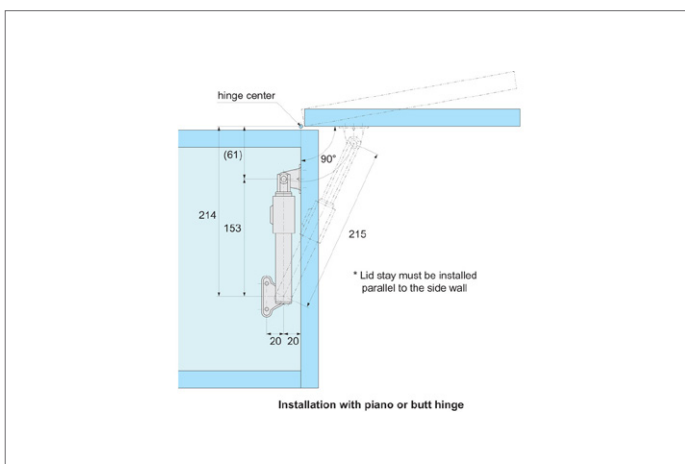 hinge center
(61)
90°
214
153
215
* Lid stay must be installed
parallel to the side wall
20
20
Installation with piano or butt hinge